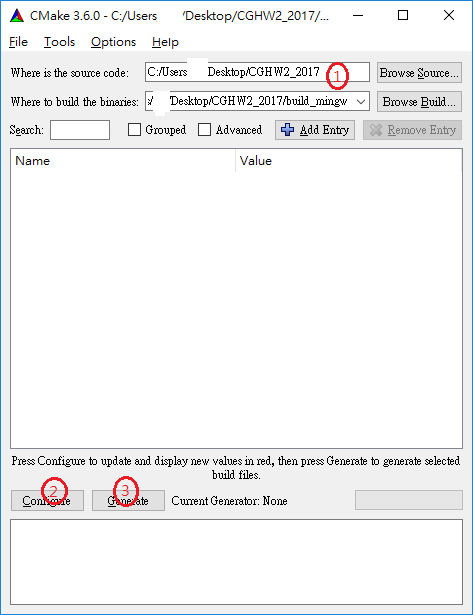 CMake 3.6.0 - C:/Users /Desktop/CGHW2_2017/...
File Tools Options Help
Where is the source code: C:/Users Desktop/CGHW2_2017 1 Browse Source...
Where to build the binaries: :/ /Desktop/CGHW2_2017/build_mingw Browse Build...
Search: Grouped Advanced Add Entry Remove Entry
Name Value
Press Configure to update and display new values in red, then press Generate to generate selected
build files.
2 3
Configure Generate Current Generator: None